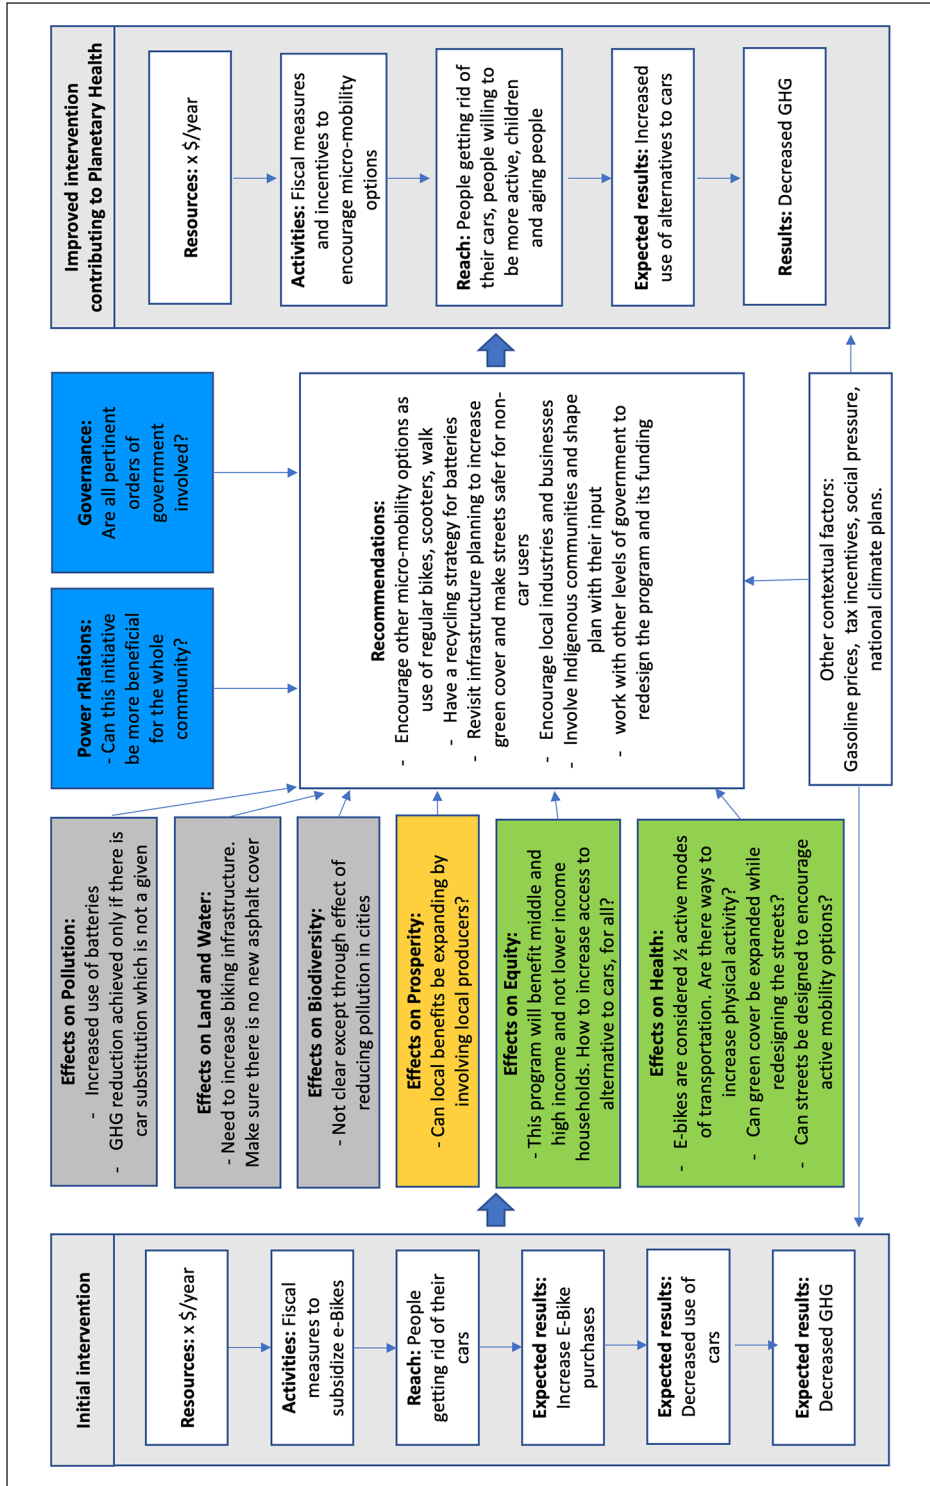 Initial intervention
Resources: x $/year
Activities: Fiscal
measures to
subsidize e-Bikes
Reach: People
getting rid of their
cars
Expected results:
Increase E-Bike
purchases
Expected results:
Decreased use of
cars
Expected results:
Decreased GHG
Effects on Pollution:
- Increased use of batteries
- GHG reduction achieved only if there is
car substitution which is not a given
Effects on Land and Water:
- Need to increase biking infrastructure.
Make sure there is no new asphalt cover
Effects on Biodiversity:
- Not clear except through effect of
reducing pollution in cities
Effects on Prosperity:
- Can local benefits be expanding by
involving local producers?
Effects on Equity:
- This program will benefit middle and
high income and not lower income
households. How to increase access to
alternative to cars, for all?
Effects on Health:
- E-bikes are considered ½ active modes
of transportation. Are there ways to
increase physical activity?
- Can green cover be expanded while
redesigning the streets?
- Can streets be designed to encourage
active mobility options?
Power rRlations:
- Can this initiative
be more beneficial
for the whole
community?
Governance:
Are all pertinent
orders of
government
involved?
Recommendations:
- Encourage other micro-mobility options as
use of regular bikes, scooters, walk
- Have a recycling strategy for batteries
- Revisit infrastructure planning to increase
green cover and make streets safer for non-
car users
- Encourage local industries and businesses
- Involve Indigenous communities and shape
plan with their input
- work with other levels of government to
redesign the program and its funding
Other contextual factors:
Gasoline prices, tax incentives, social pressure,
national climate plans.
Improved intervention
contributing to Planetary Health
Resources: x $/year
Activities: Fiscal measures
and incentives to
encourage micro-mobility
options
Reach: People getting rid of
their cars, people willing to
be more active, children
and aging people
Expected results: Increased
use of alternatives to cars
Results: Decreased GHG